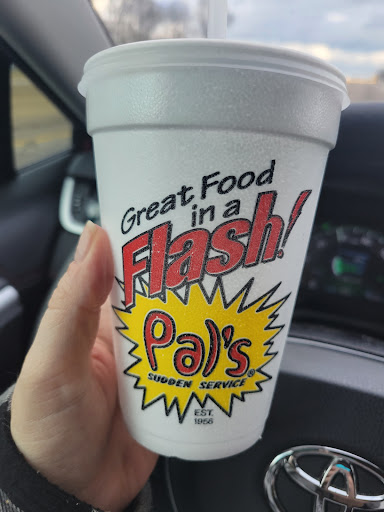 Great Food
in a
Flash!
Pal's
SUDDEN SERVICE®
EST.
1956